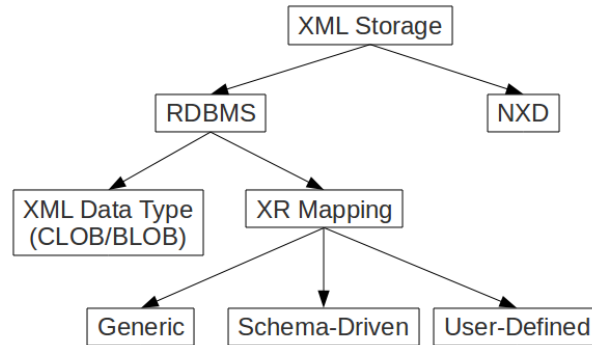 XML Storage
RDBMS
NXD
XML Data Type
(CLOB/BLOB)
XR Mapping
Generic
Schema-Driven
User-Defined